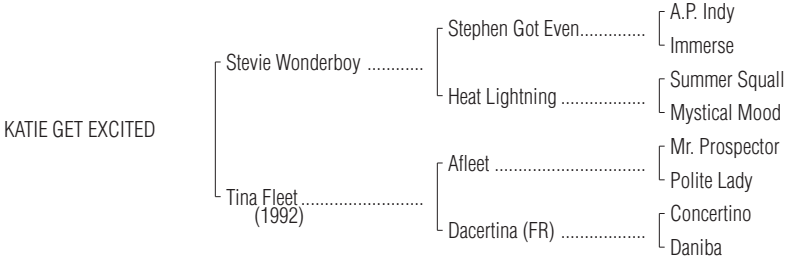 A.P. Indy
Stephen Got Even..............
Immerse
Stevie Wonderboy ............
Summer Squall
Heat Lightning ..................
Mystical Mood
KATIE GET EXCITED
Mr. Prospector
Afleet ................................
Polite Lady
Tina Fleet..........................
(1992)
Concertino
Dacertina (FR) ..................
Daniba